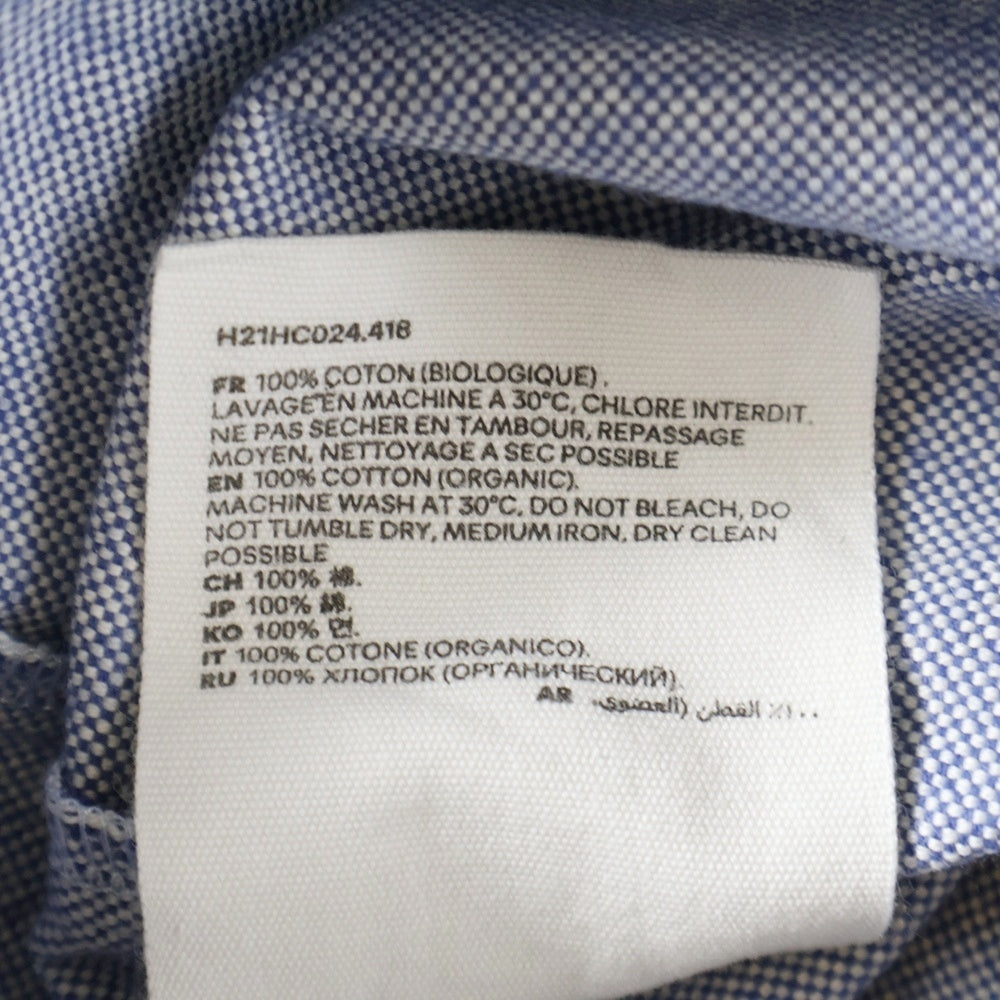 H21HC024.418
FR 100% COTON (BIOLOGIQUE).
LAVAGE EN MACHINE A 30°C, CHLORE INTERDIT,
NE PAS SECHER EN TAMBOUR, REPASSAGE
MOYEN, NETTOYAGE A SEC POSSIBLE
EN 100% COTTON (ORGANIC).
MACHINE WASH AT 30°C, DO NOT BLEACH, DO
NOT TUMBLE DRY, MEDIUM IRON, DRY CLEAN
POSSIBLE
CH 100% 棉.
JP 100% 綿.
KO 100% 면.
IT 100% COTONE (ORGANICO).
RU 100% ХЛОПОК (ОРГАНИЧЕСКИЙ).
AR ١٠٠٪ القطن (العضوي).